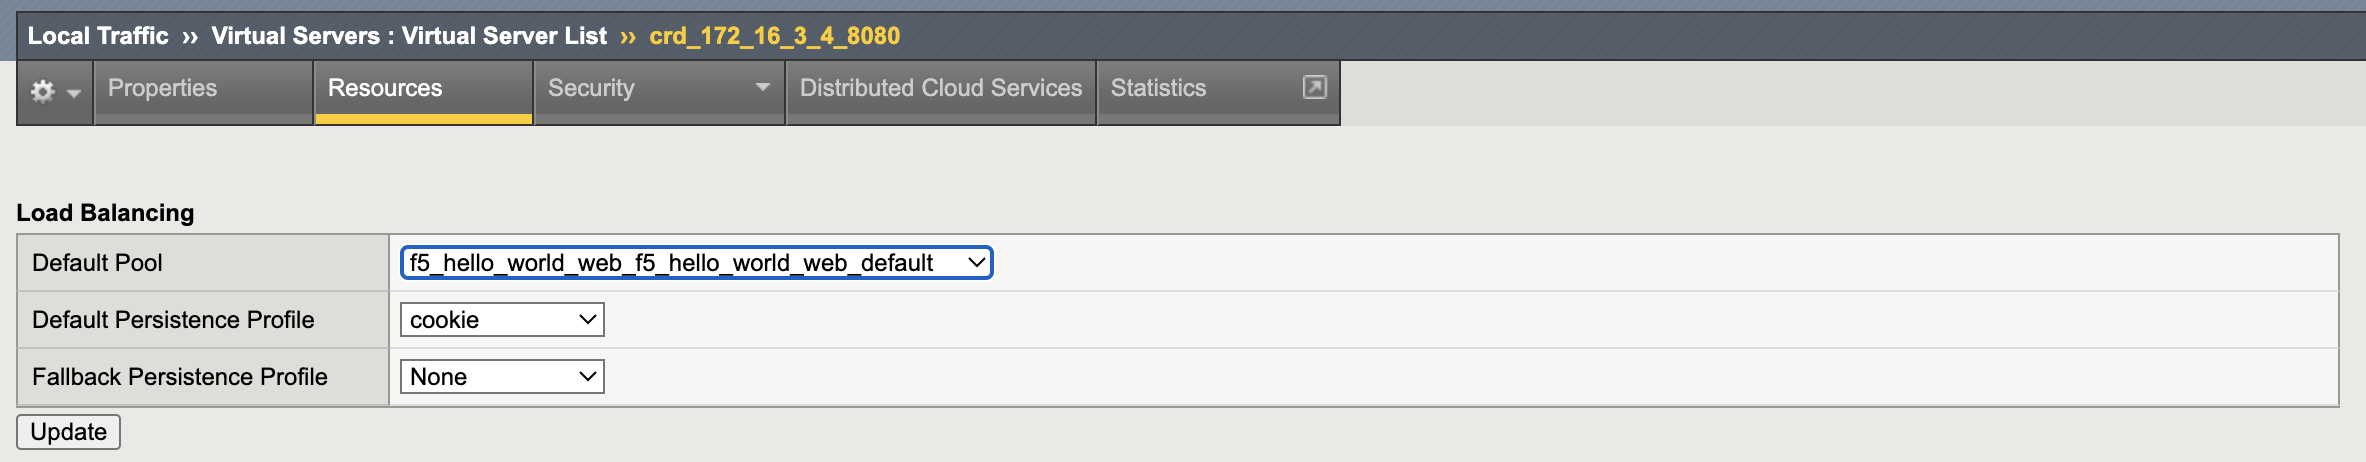 Local Traffic ›› Virtual Servers : Virtual Server List ›› crd_172_16_3_4_8080
Properties Resources Security Distributed Cloud Services Statistics
Load Balancing
Default Pool f5_hello_world_web_f5_hello_world_web_default
Default Persistence Profile cookie
Fallback Persistence Profile None
Update